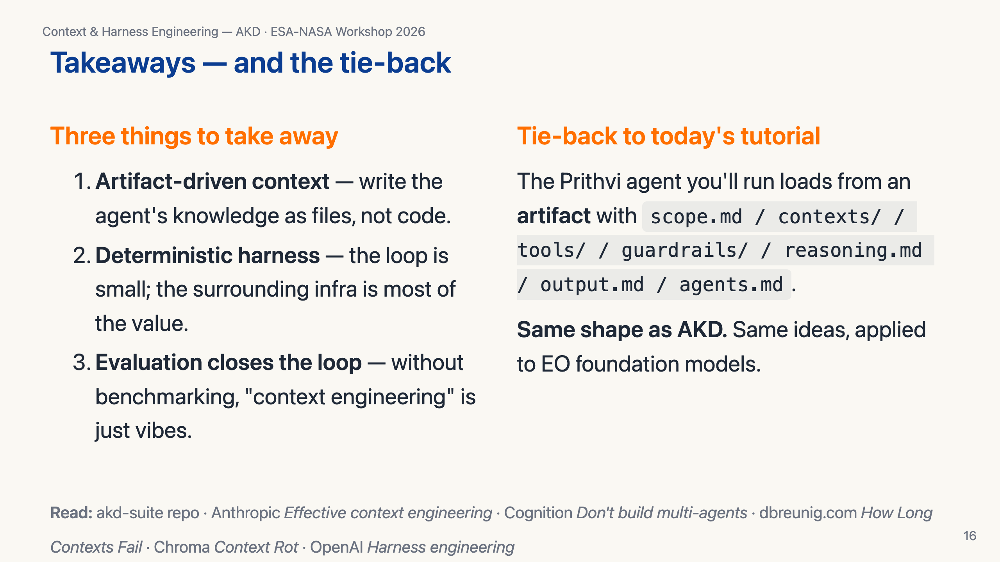 Context & Harness Engineering — AKD · ESA-NASA Workshop 2026
Takeaways — and the tie-back
Three things to take away
1. Artifact-driven context — write the
agent's knowledge as files, not code.
2. Deterministic harness — the loop is
small; the surrounding infra is most of
the value.
3. Evaluation closes the loop — without
benchmarking, "context engineering" is
just vibes.
Tie-back to today's tutorial
The Prithvi agent you'll run loads from an
artifact with scope.md / contexts/ /
tools/ / guardrails/ / reasoning.md
/ output.md / agents.md .
Same shape as AKD. Same ideas, applied
to EO foundation models.
Read: akd-suite repo · Anthropic Effective context engineering · Cognition Don't build multi-agents · dbreunig.com How Long
Contexts Fail · Chroma Context Rot · OpenAI Harness engineering
16